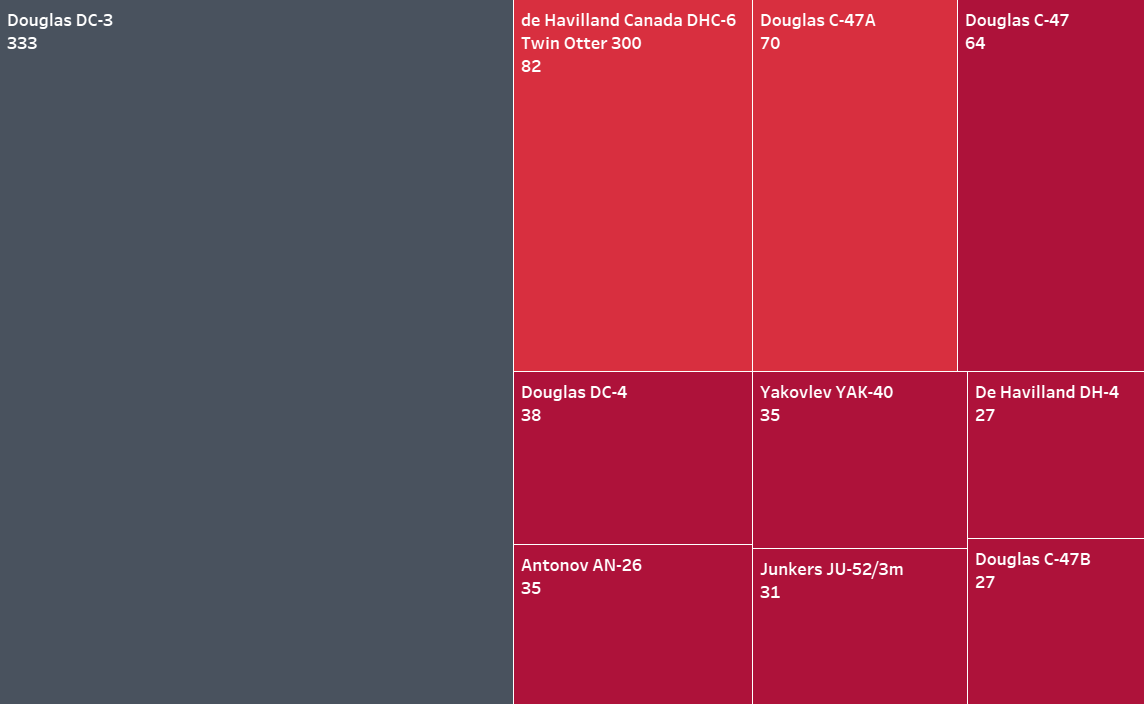 Douglas DC-3
333
de Havilland Canada DHC-6
Twin Otter 300
82
Douglas C-47A
70
Douglas C-47
64
Douglas DC-4
38
Yakovlev YAK-40
35
De Havilland DH-4
27
Antonov AN-26
35
Junkers JU-52/3m
31
Douglas C-47B
27